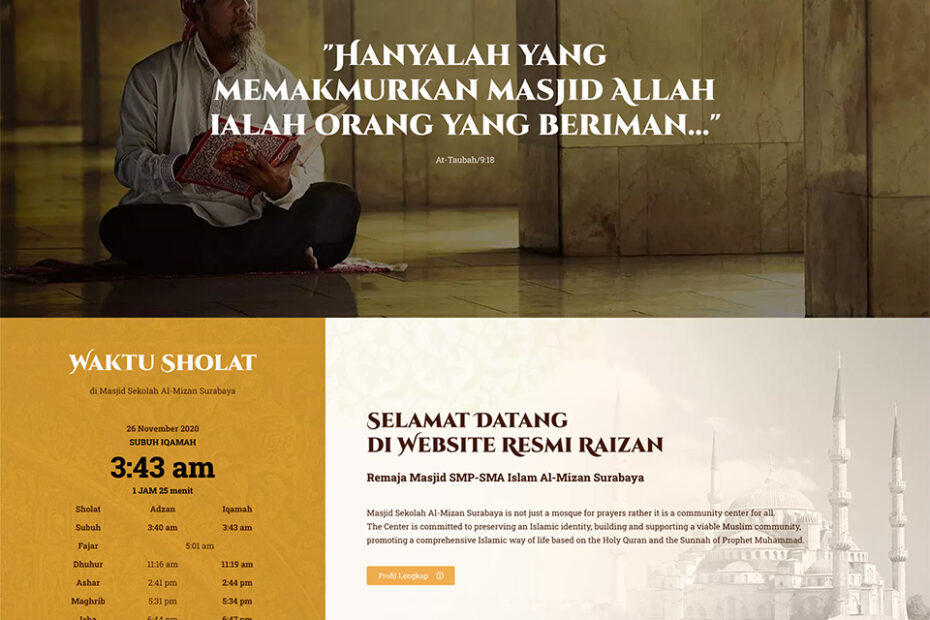 "Hanyalah yang
memakmurkan masjid Allah
ialah orang yang beriman..."
At-Taubah/9:18
Waktu Sholat
di Masjid Sekolah Al-Mizan Surabaya
26 November 2020
SUBUH IQAMAH
3:43 am
1 JAM 25 menit
Sholat Adzan Iqamah
Subuh 3:40 am 3:43 am
Fajar 5:01 am
Dhuhur 11:16 am 11:19 am
Ashar 2:41 pm 2:44 pm
Maghrib 5:31 pm 5:34 pm
Isha 6:44 pm 6:47 pm
Selamat Datang
di Website Resmi Raizan
Remaja Masjid SMP-SMA Islam Al-Mizan Surabaya
Masjid Sekolah Al-Mizan Surabaya is not just a mosque for prayers rather it is a community center for all.
The Center is committed to preserving an Islamic identity, building and supporting a viable Muslim community,
promoting a comprehensive Islamic way of life based on the Holy Quran and the Sunnah of Prophet Muhammad.
Profil Lengkap